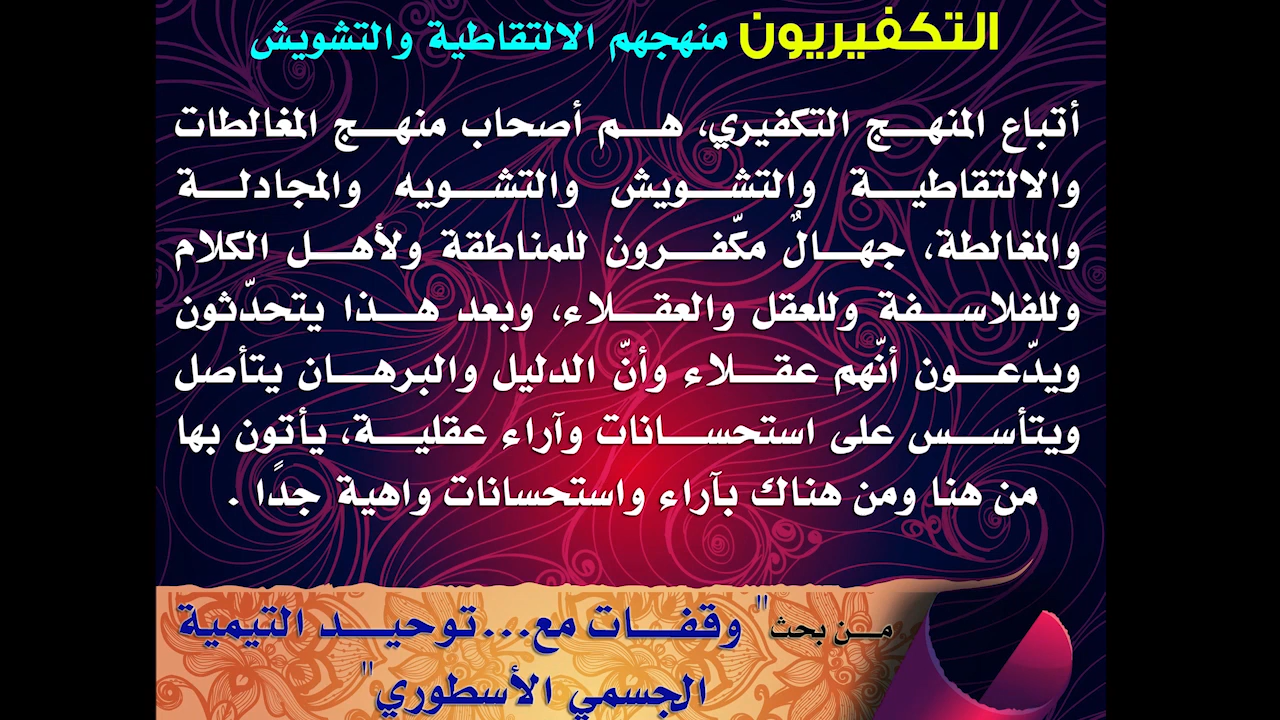 التكفيريون منهجهم الالتقاطية والتشويش
أتباع المنهج التكفيري، هم أصحاب منهج المغالطات
والالتقاطية والتشويش والتشويه والمجادلة
والمغالطة، جهالٌ مكّفرون للمناطقة ولأهل الكلام
وللفلاسفة وللعقل والعقلاء، وبعد هذا يتحدّثون
ويدّعون أنّهم عقلاء وأنّ الدليل والبرهان يتأصل
ويتأسس على استحسانات وآراء عقلية، يأتون بها
من هنا ومن هناك بآراء واستحسانات واهية جدًا .
من بحث " وقفات مع...توحيد التيمية
الجسمي الأسطوري"